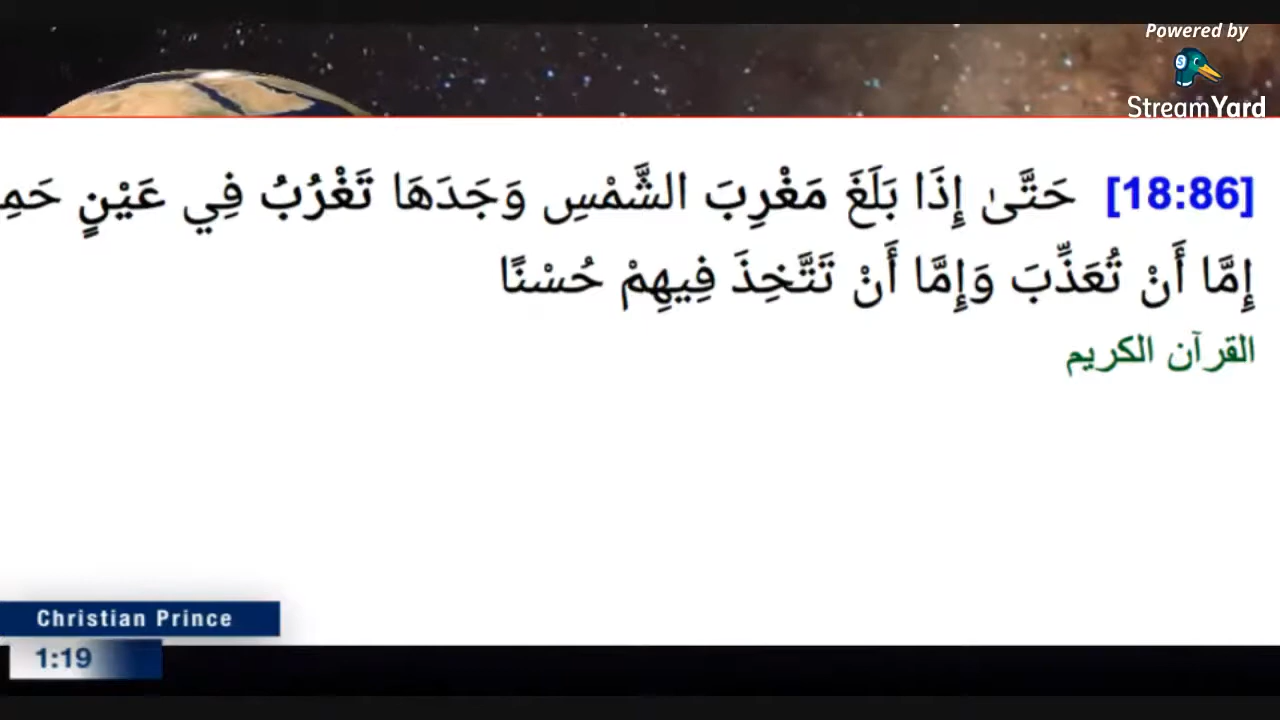 Powered by
StreamYard
[18:86] حَتَّىٰ إِذَا بَلَغَ مَغْرِبَ الشَّمْسِ وَجَدَهَا تَغْرُبُ فِي عَيْنٍ حَمِ
إِمَّا أَنْ تُعَذِّبَ وَإِمَّا أَنْ تَتَّخِذَ فِيهِمْ حُسْنًا
القرآن الكريم
Christian Prince
1:19